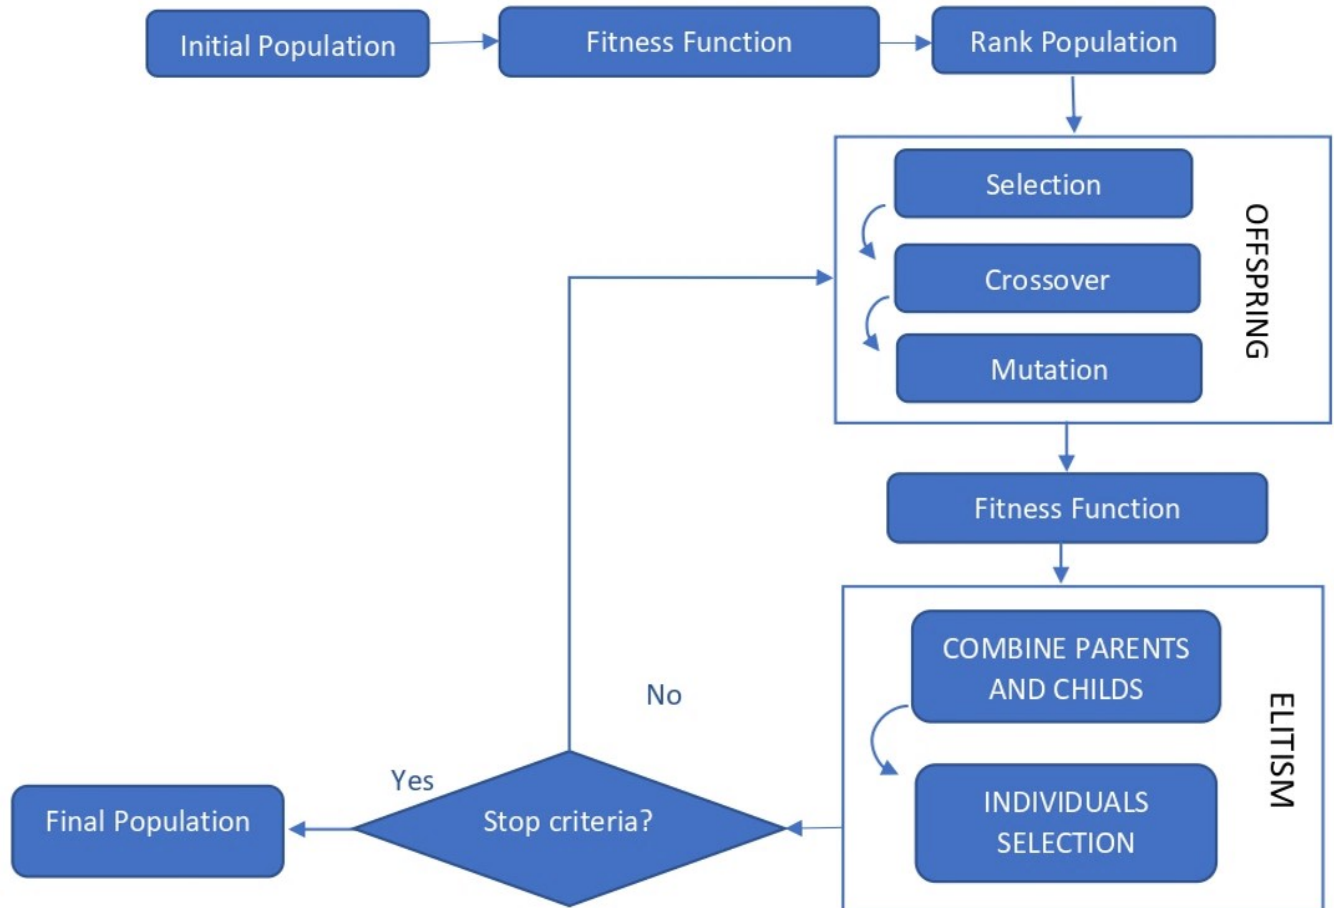 Initial Population
Fitness Function
Rank Population
Selection
Crossover
Mutation
OFFSPRING
Fitness Function
COMBINE PARENTS
AND CHILDS
INDIVIDUALS
SELECTION
ELITISM
No
Yes
Stop criteria?
Final Population